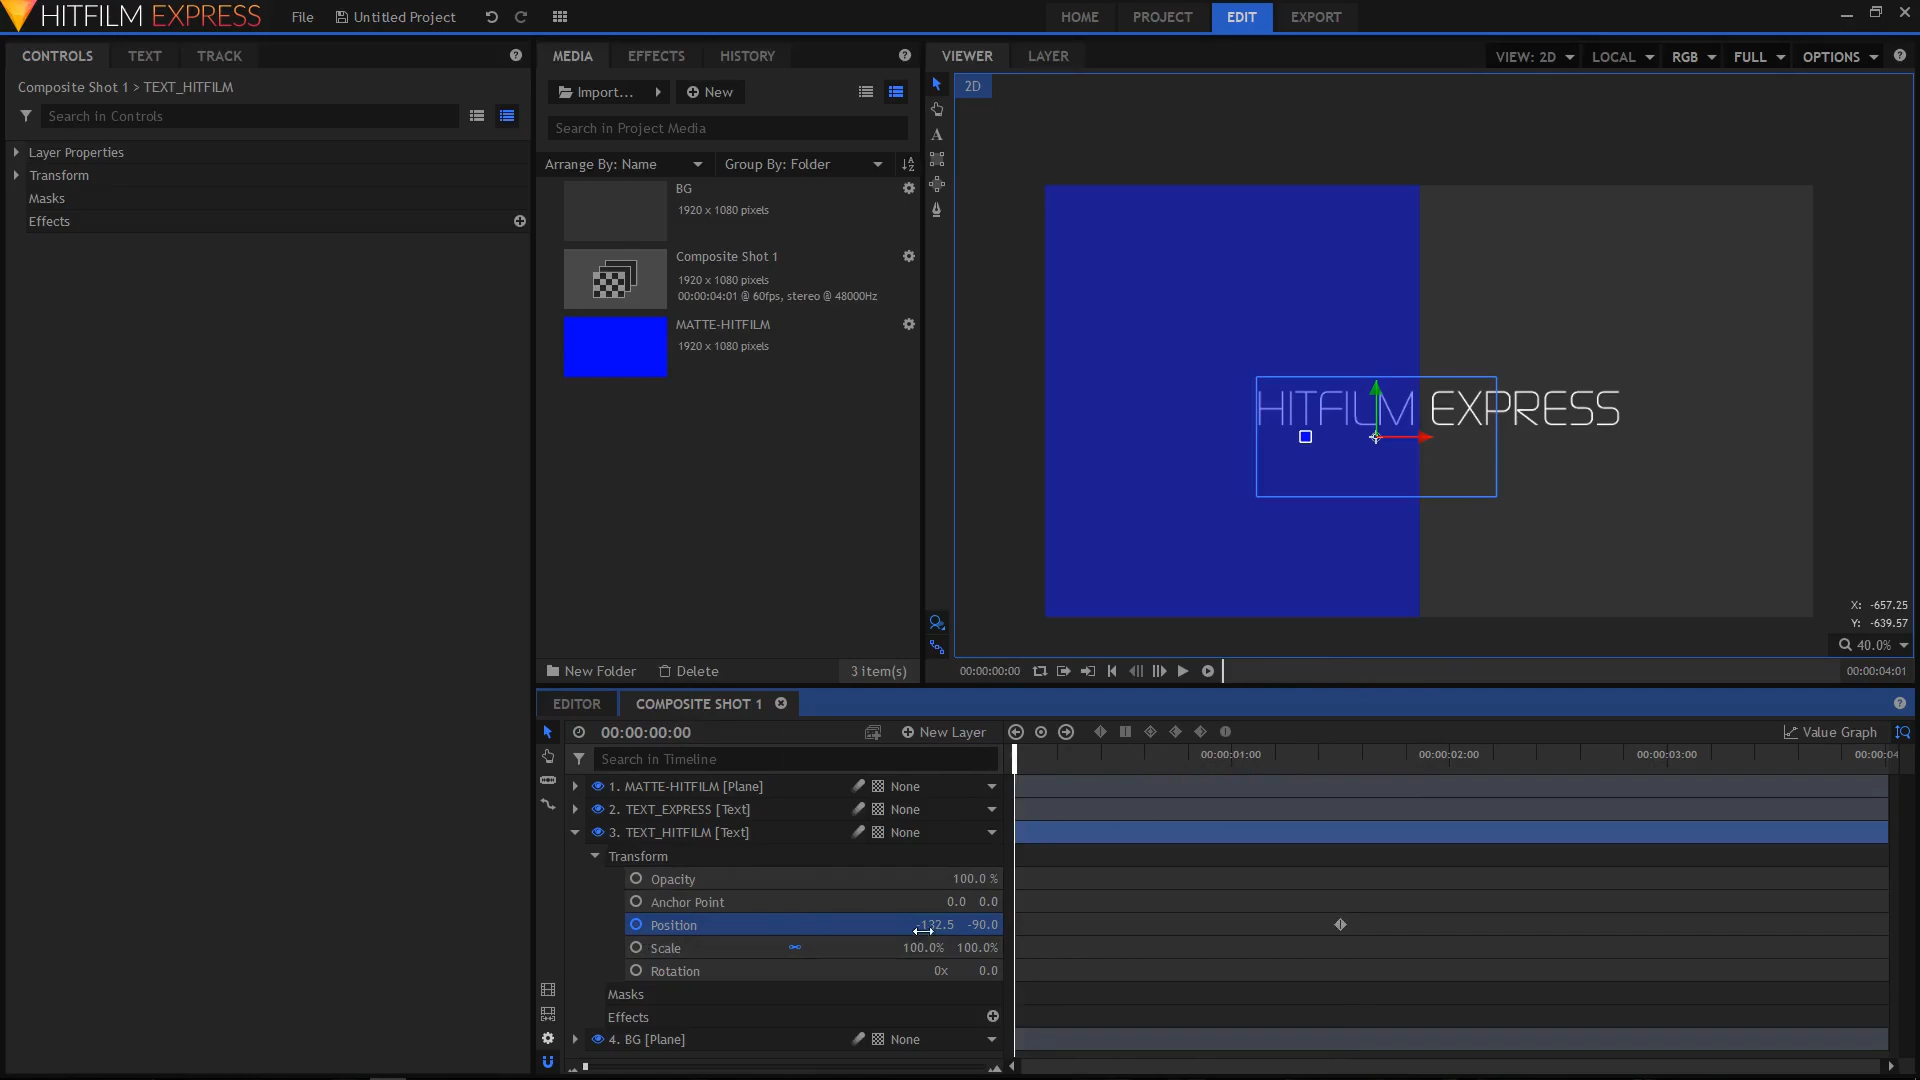 HITFILM EXPRESS
File
Untitled Project
HOME
PROJECT
EDIT
EXPORT
CONTROLS
TEXT
TRACK
Composite Shot 1 > TEXT_HITFILM
Search in Controls
Layer Properties
Transform
Masks
Effects
MEDIA
EFFECTS
HISTORY
Import...
New
Search in Project Media
Arrange By: Name
Group By: Folder
BG
1920 x 1080 pixels
Composite Shot 1
1920 x 1080 pixels
00:00:04:01 @ 60fps, stereo @ 48000Hz
MATTE-HITFILM
1920 x 1080 pixels
New Folder
Delete
3 item(s)
VIEWER
LAYER
VIEW: 2D
LOCAL
RGB
FULL
OPTIONS
2D
HITFILM EXPRESS
X: -657.25
Y: -639.57
40.0%
00:00:00:00
00:00:04:01
EDITOR
COMPOSITE SHOT 1
00:00:00:00
New Layer
Value Graph
Search in Timeline
00:00:01:00
00:00:02:00
00:00:03:00
00:00:04
1. MATTE-HITFILM [Plane]
None
2. TEXT_EXPRESS [Text]
None
3. TEXT_HITFILM [Text]
None
Transform
Opacity
100.0 %
Anchor Point
0.0 0.0
Position
-132.5 -90.0
Scale
100.0% 100.0%
Rotation
0x 0.0
Masks
Effects
4. BG [Plane]
None